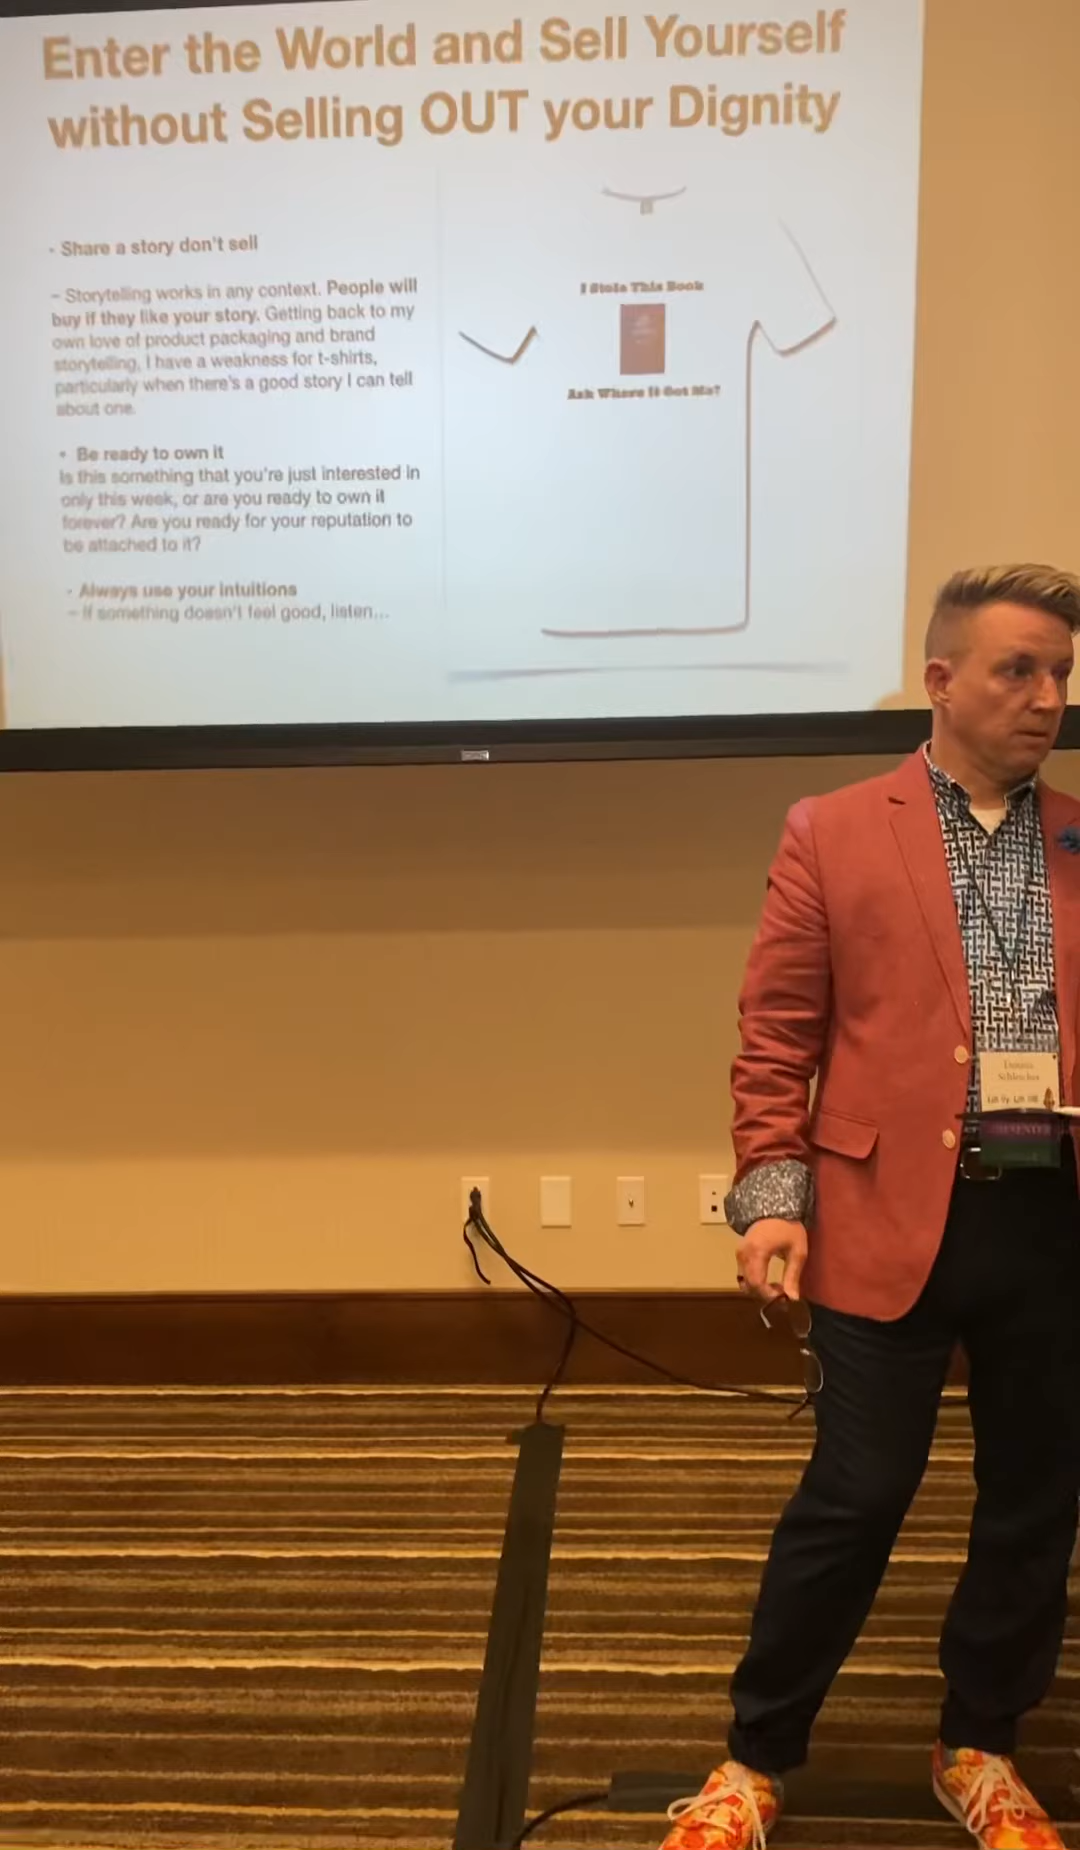 Enter the World and Sell Yourself
without Selling OUT your Dignity
• Share a story don't sell
– Storytelling works in any context. People will
buy if they like your story. Getting back to my
own love of product packaging and brand
storytelling, I have a weakness for t-shirts,
particularly when there's a good story I can tell
about one.
• Be ready to own it
Is this something that you're just interested in
only this week, or are you ready to own it
forever? Are you ready for your reputation to
be attached to it?
• Always use your intuitions
– If something doesn't feel good, listen...
I Stole This Book
Ask Where It Got Me?
PRESENTER